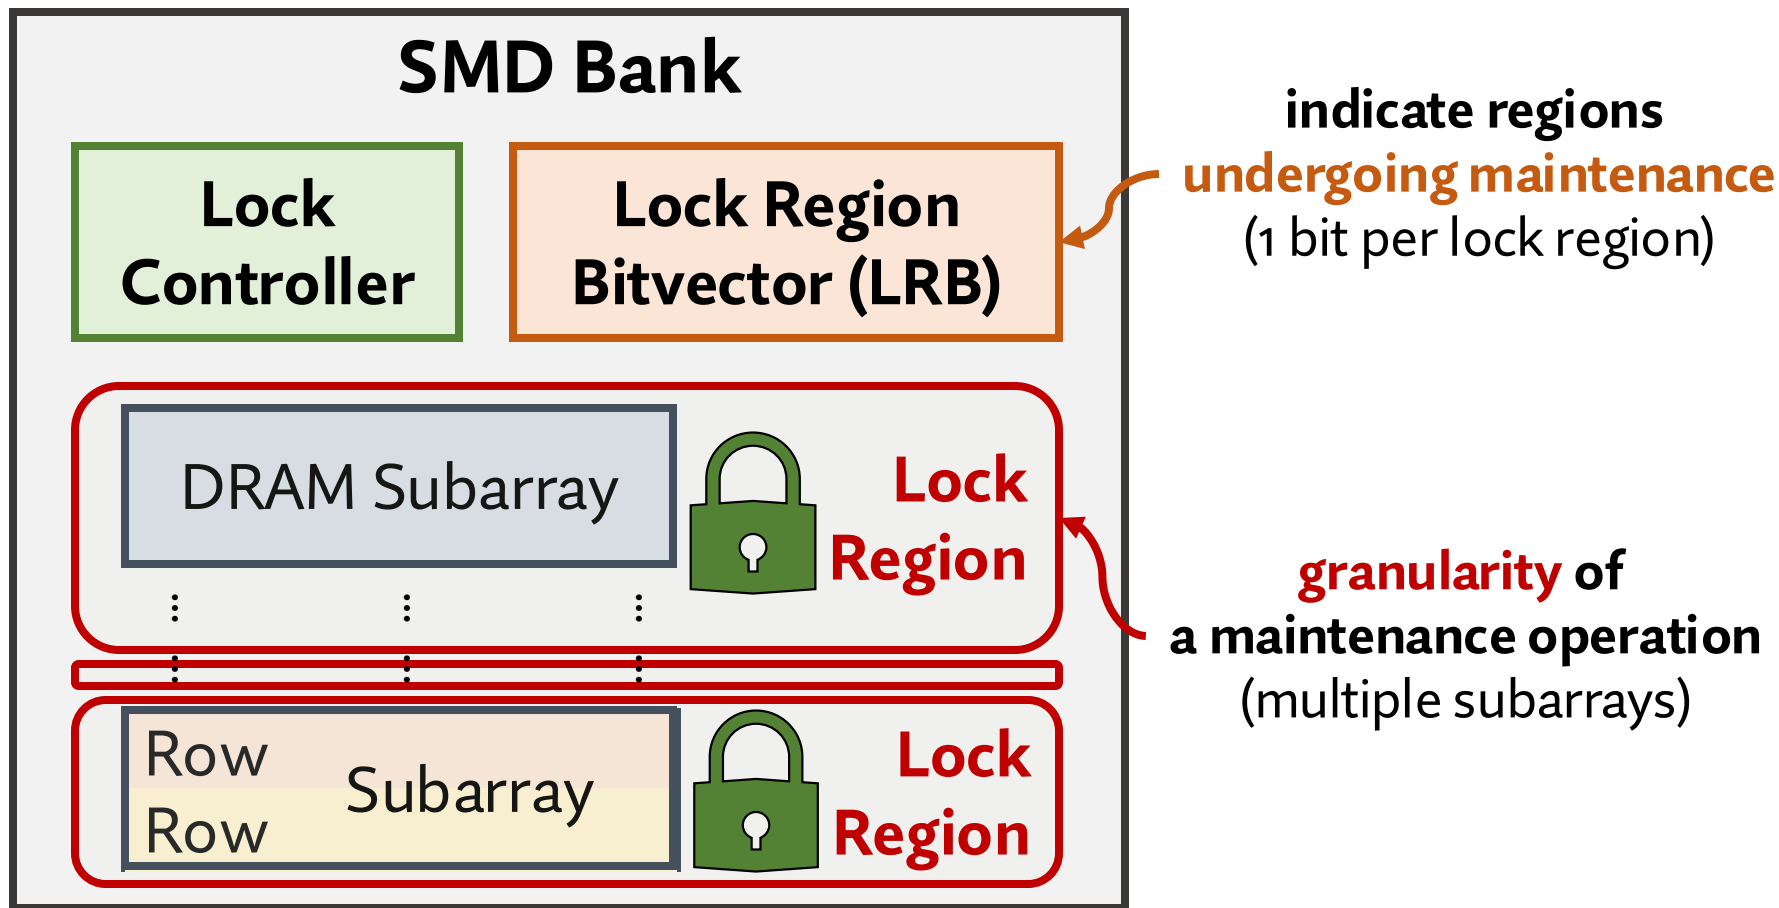 SMD Bank
Lock
Controller
Lock Region
Bitvector (LRB)
indicate regions
undergoing maintenance
(1 bit per lock region)
DRAM Subarray
Lock
Region
granularity of
a maintenance operation
(multiple subarrays)
Row
Subarray
Row
Lock
Region